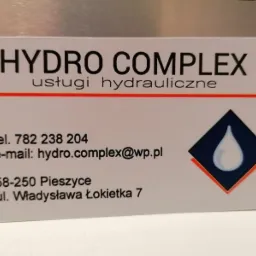 HYDRO COMPLEX
usługi hydrauliczne
tel. 782 238 204
e-mail: hydro.complex@wp.pl
58-250 Pieszyce
ul. Władysława Łokietka 7